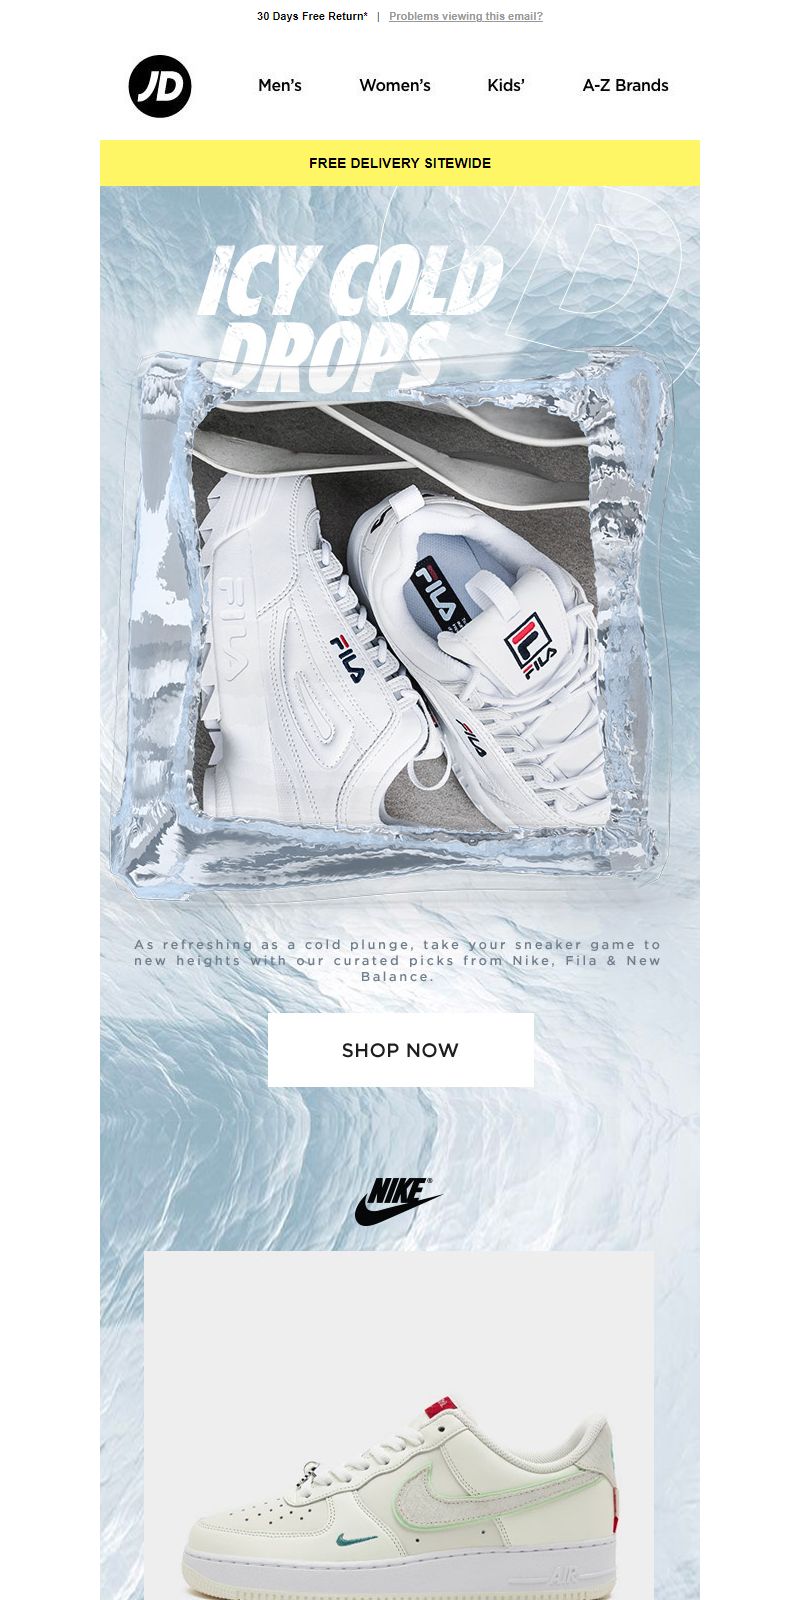 30 Days Free Return* | Problems viewing this email?
JD
Men's Women's Kids' A-Z Brands
FREE DELIVERY SITEWIDE
JD
ICY COLD
DROPS
FILA
FILA
FILA
FILA
FILA
As refreshing as a cold plunge, take your sneaker game to
new heights with our curated picks from Nike, Fila & New
Balance.
SHOP NOW
NIKE®
AIR